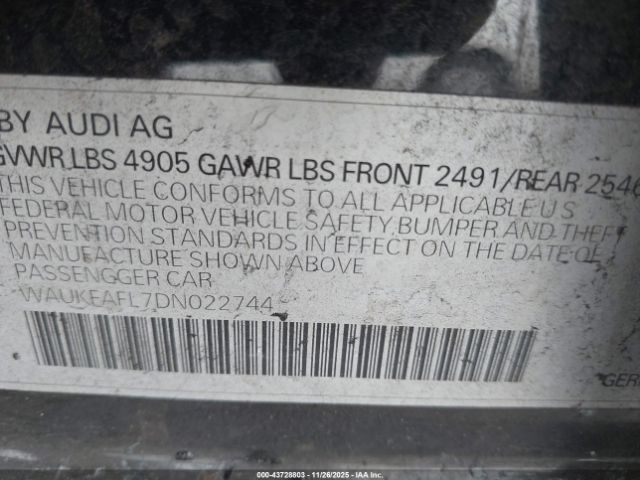 BY AUDI AG
GVWR LBS 4905 GAWR LBS FRONT 2491/REAR 2546
THIS VEHICLE CONFORMS TO ALL APPLICABLE U S
FEDERAL MOTOR VEHICLE SAFETY, BUMPER AND THEFT
PREVENTION STANDARDS IN EFFECT ON THE DATE OF
MANUFACTURE SHOWN ABOVE
PASSENGGER CAR
WAUKEAFL7DN022744
GER
000-43728803 | 11/26/2025 | IAA Inc.